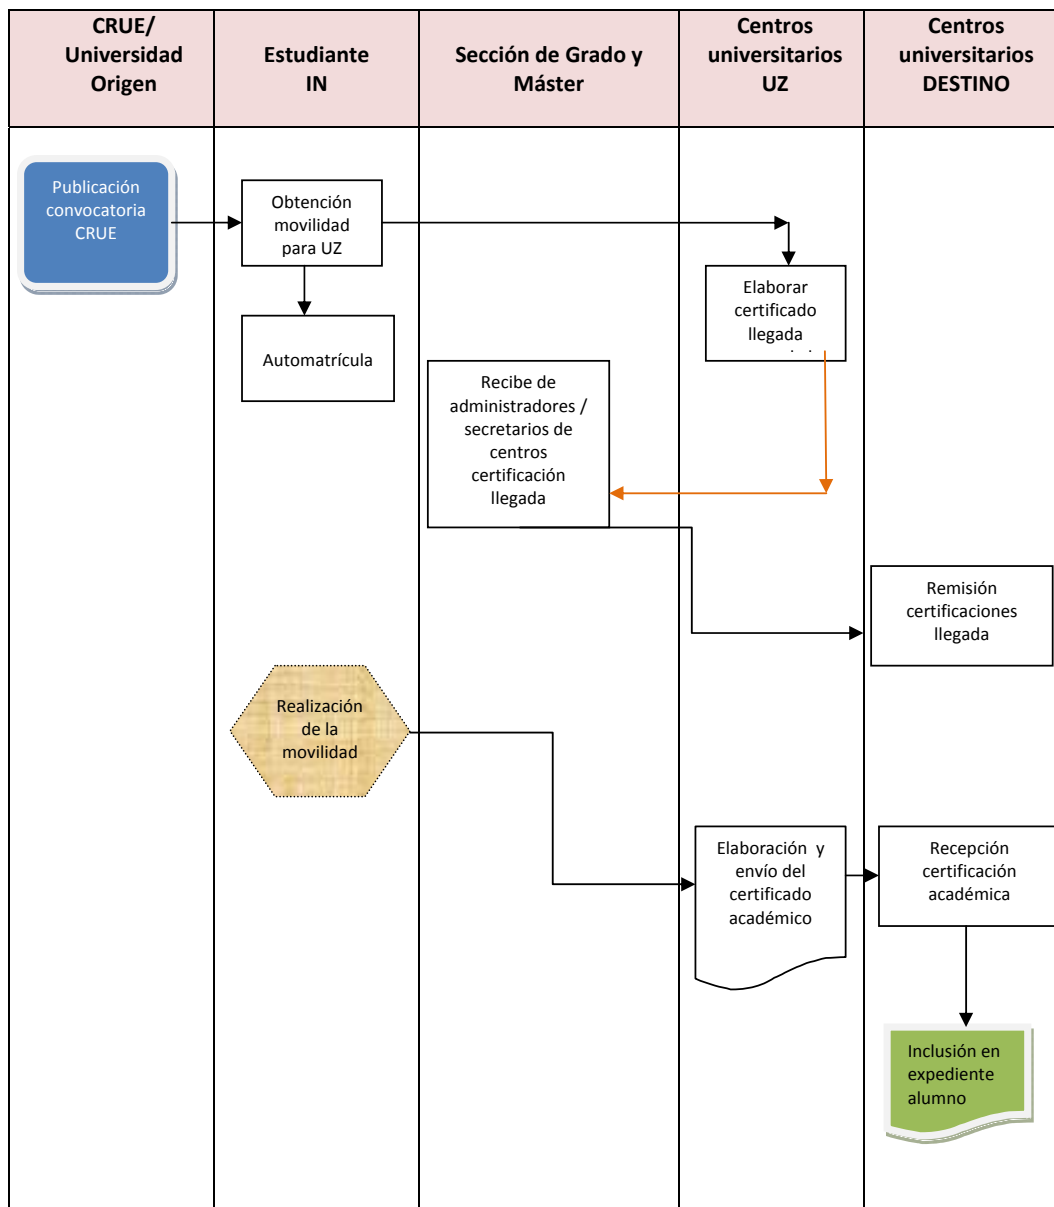 CRUE/
Universidad
Origen
Estudiante
IN
Sección de Grado y
Máster
Centros
universitarios
UZ
Centros
universitarios
DESTINO
Publicación
convocatoria
CRUE
Obtención
movilidad
para UZ
Elaborar
certificado
llegada
Automatrícula
Recibe de
administradores /
secretarios de
centros
certificación
llegada
Remisión
certificaciones
llegada
Realización
de la
movilidad
Elaboración y
envío del
certificado
académico
Recepción
certificación
académica
Inclusión en
expediente
alumno